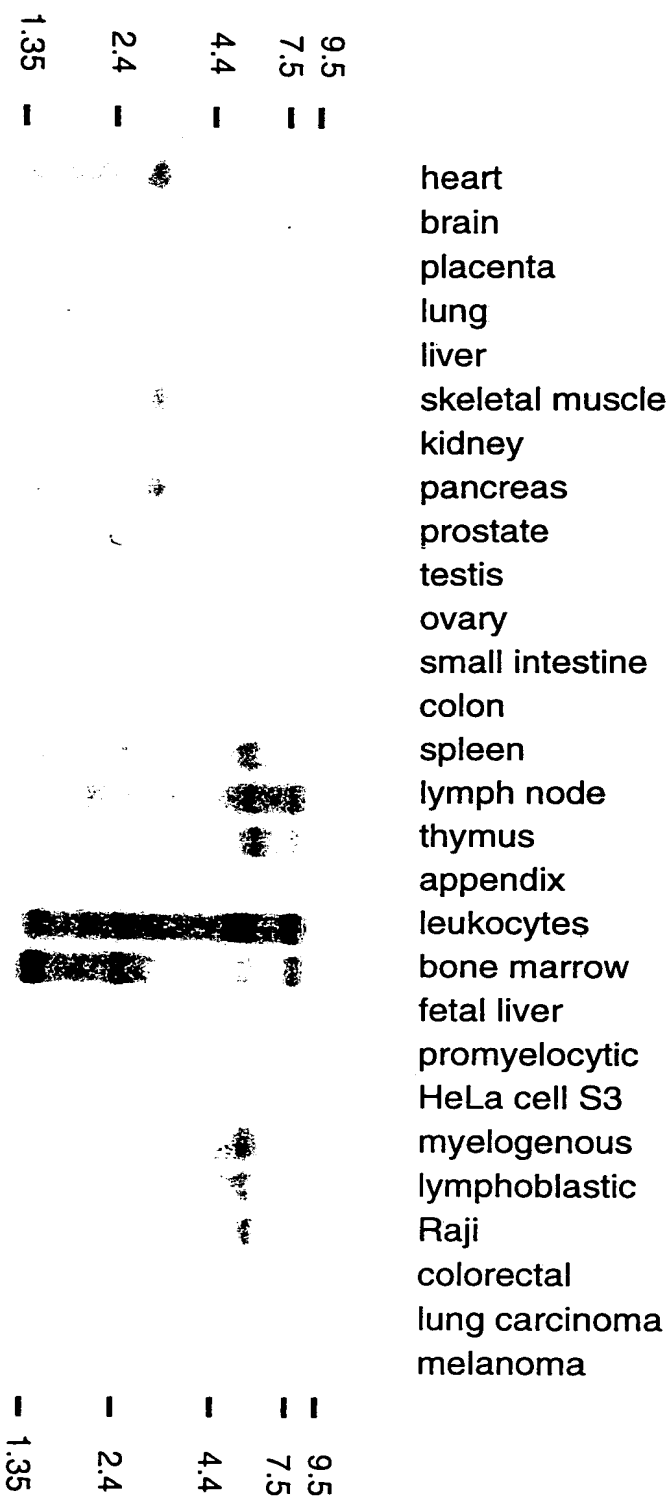 1.35 2.4 4.4 7.5 9.5
heart
brain
placenta
lung
liver
skeletal muscle
kidney
pancreas
prostate
testis
ovary
small intestine
colon
spleen
lymph node
thymus
appendix
leukocytes
bone marrow
fetal liver
promyelocytic
HeLa cell S3
myelogenous
lymphoblastic
Raji
colorectal
lung carcinoma
melanoma
1.35 2.4 4.4 7.5 9.5